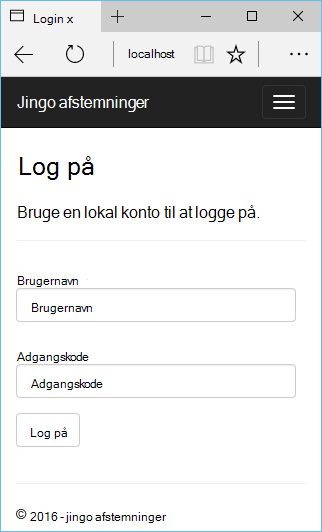 Login x
localhost
Jingo afstemninger
Log på
Bruge en lokal konto til at logge på.
Brugernavn
Brugernavn
Adgangskode
Adgangskode
Log på
© 2016 - jingo afstemninger